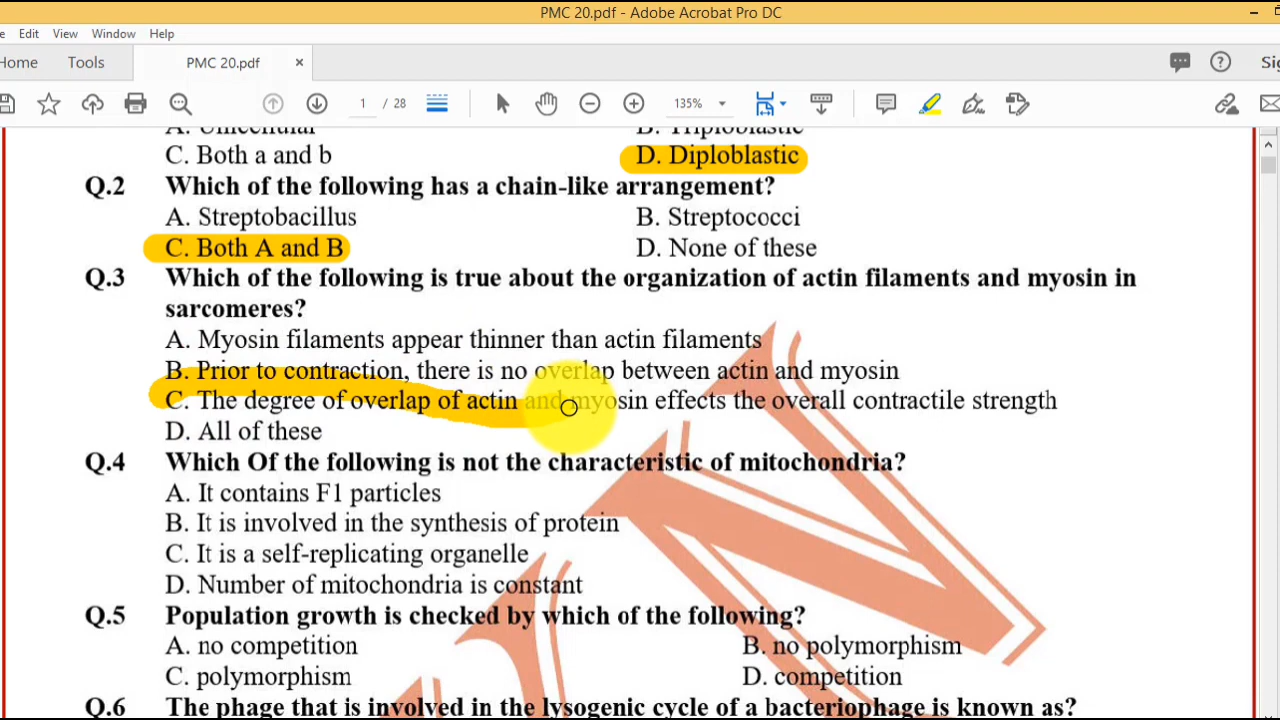 PMC 20.pdf - Adobe Acrobat Pro DC
e Edit View Window Help
Home Tools PMC 20.pdf ×
1 / 28 135%
A. Unicellular B. Triploblastic
C. Both a and b D. Diploblastic
Q.2 Which of the following has a chain-like arrangement?
A. Streptobacillus B. Streptococci
C. Both A and B D. None of these
Q.3 Which of the following is true about the organization of actin filaments and myosin in
sarcomeres?
A. Myosin filaments appear thinner than actin filaments
B. Prior to contraction, there is no overlap between actin and myosin
C. The degree of overlap of actin and myosin effects the overall contractile strength
D. All of these
Q.4 Which Of the following is not the characteristic of mitochondria?
A. It contains F1 particles
B. It is involved in the synthesis of protein
C. It is a self-replicating organelle
D. Number of mitochondria is constant
Q.5 Population growth is checked by which of the following?
A. no competition B. no polymorphism
C. polymorphism D. competition
Q.6 The phage that is involved in the lysogenic cycle of a bacteriophage is known as?